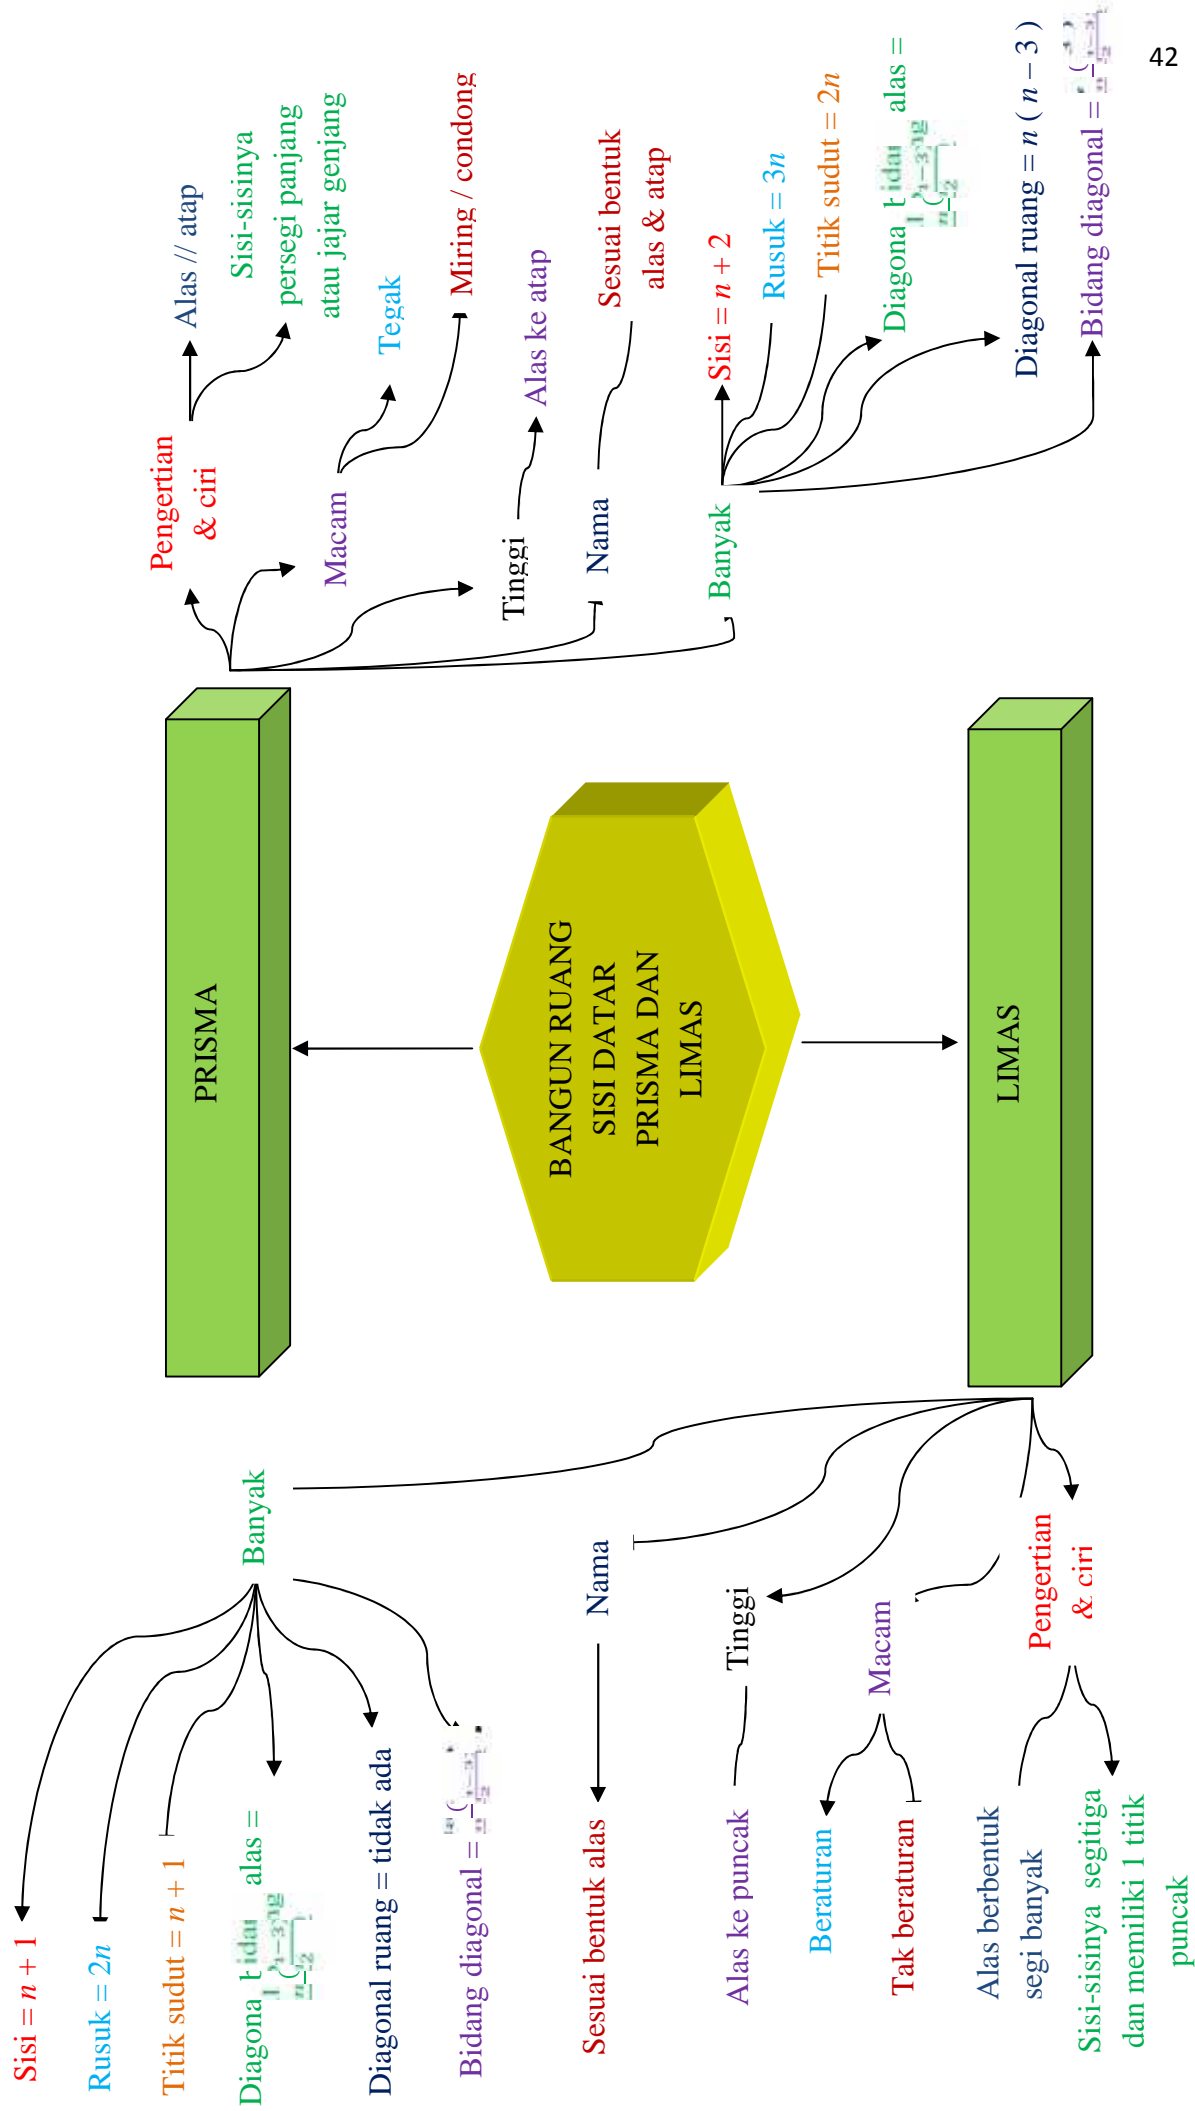 42
BANGUN RUANG
SISI DATAR
PRISMA DAN
LIMAS
PRISMA
Pengertian
& ciri
Alas // atap
Sisi-sisinya
persegi panjang
atau jajar genjang
Macam
Tegak
Miring / condong
Tinggi
Alas ke atap
Nama
Sesuai bentuk
alas & atap
Banyak
Sisi = n + 2
Rusuk = 3n
Titik sudut = 2n
alas =
Diagonal ruang = n ( n – 3 )
Bidang diagonal =
LIMAS
Banyak
Sisi = n + 1
Rusuk = 2n
Titik sudut = n + 1
alas =
Diagonal ruang = tidak ada
Bidang diagonal =
Nama
Sesuai bentuk alas
Tinggi
Alas ke puncak
Macam
Beraturan
Tak beraturan
Pengertian
& ciri
Alas berbentuk
segi banyak
Sisi-sisinya segitiga
dan memiliki 1 titik
puncak